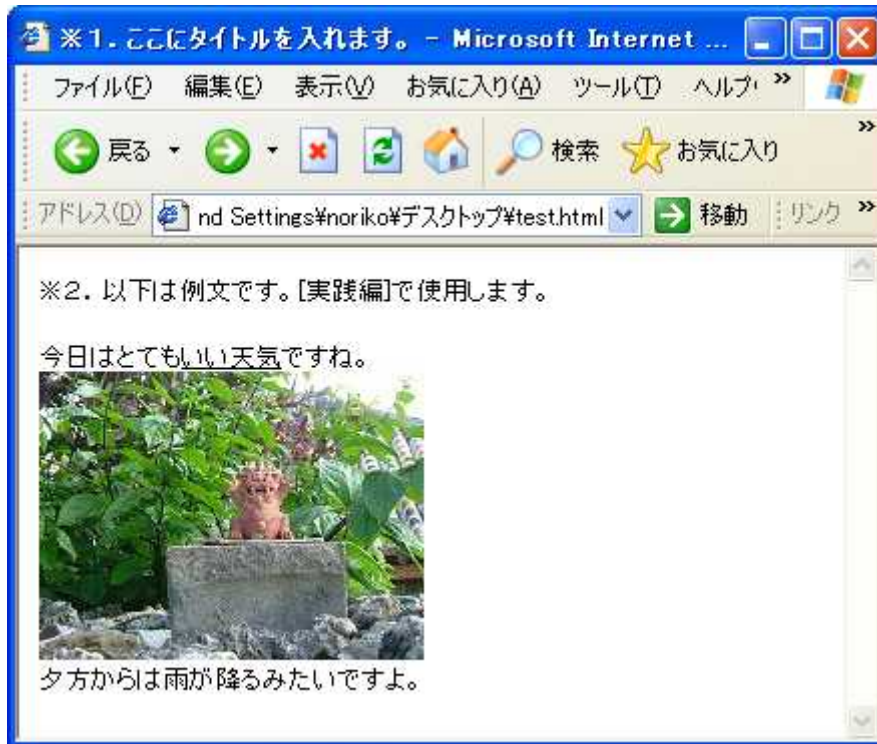 ※1．ここにタイトルを入れます。 - Microsoft Internet ...
ファイル(F) 編集(E) 表示(V) お気に入り(A) ツール(T) ヘルプ( »
戻る 検索 お気に入り »
アドレス(D) nd Settings¥noriko¥デスクトップ¥test.html 移動 リンク »
※2．以下は例文です。[実践編]で使用します。
今日はとてもいい天気ですね。
夕方からは雨が降るみたいですよ。